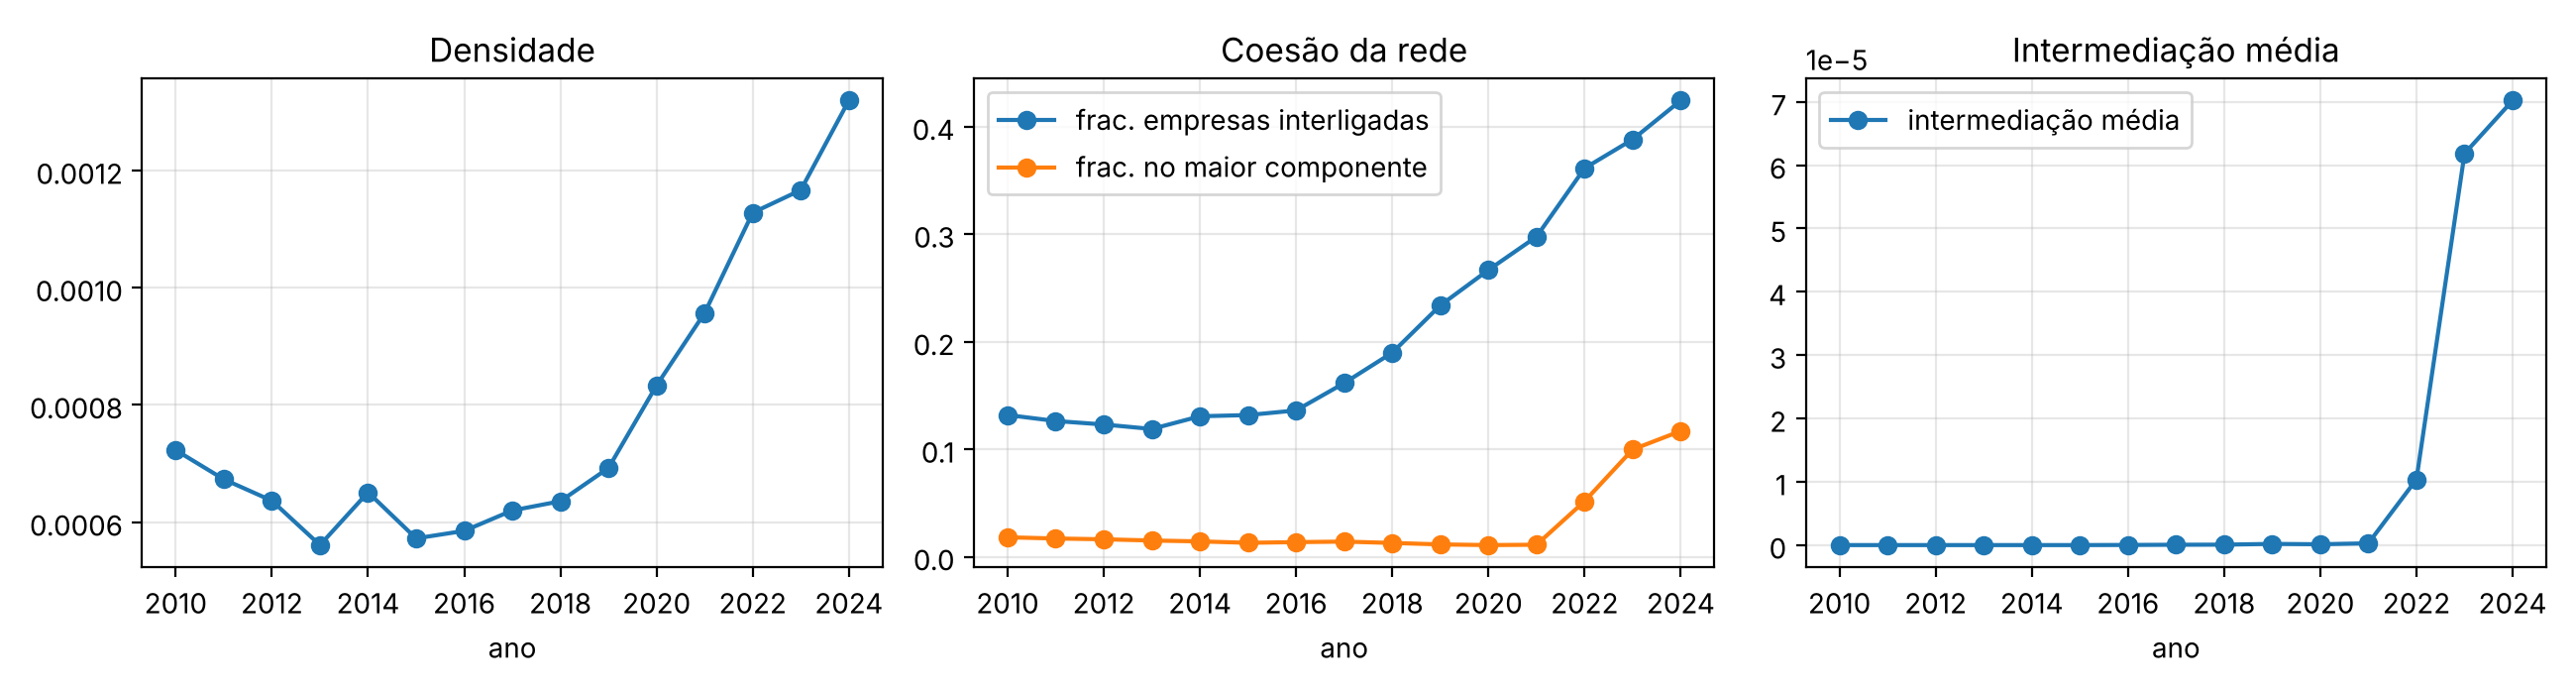 Densidade
0.0012
0.0010
0.0008
0.0006
2010 2012 2014 2016 2018 2020 2022 2024
ano
Coesão da rede
frac. empresas interligadas
frac. no maior componente
0.4
0.3
0.2
0.1
0.0
2010 2012 2014 2016 2018 2020 2022 2024
ano
Intermediação média
1e−5
intermediação média
7
6
5
4
3
2
1
0
2010 2012 2014 2016 2018 2020 2022 2024
ano